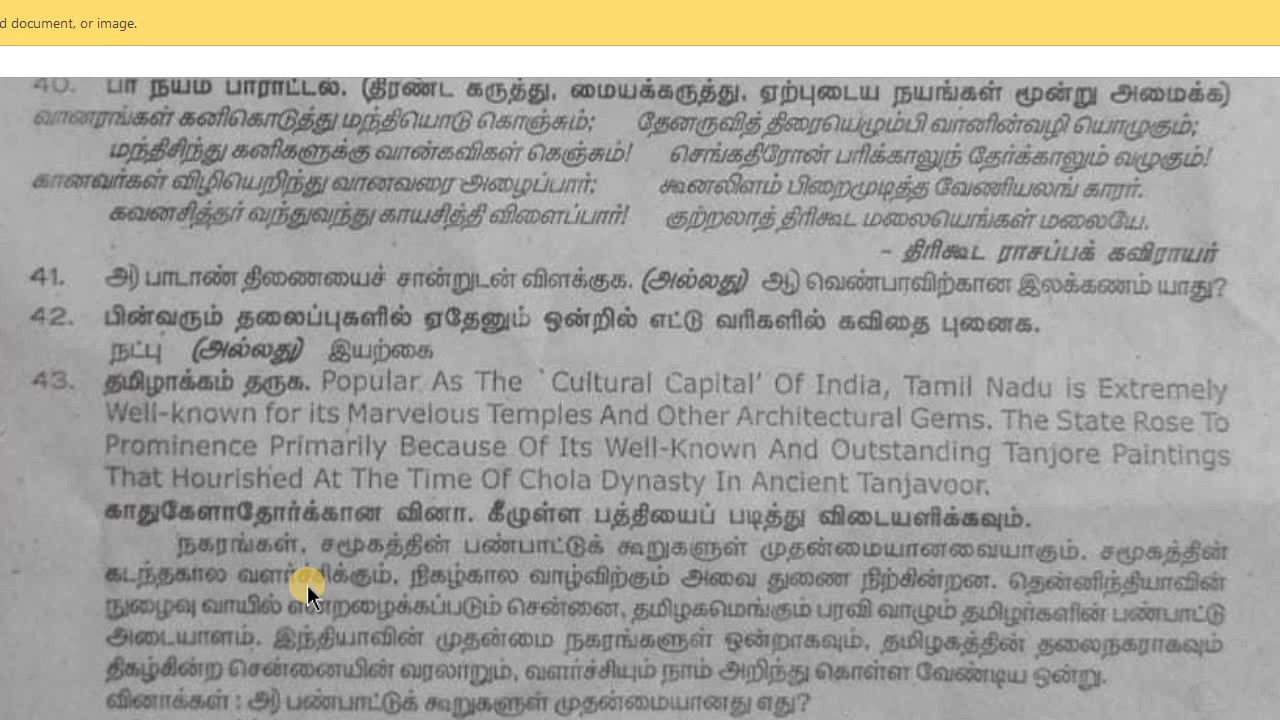 d document, or image.
40. பா நயம் பாராட்டல். (திரண்ட கருத்து, மையக்கருத்து, ஏற்புடைய நயங்கள் மூன்று அமைக்க)
வானரங்கள் கனிகொடுத்து மந்தியொடு கொஞ்சும்; தேனருவித் திரையெழும்பி வானின்வழி யொழுகும்;
மந்திசிந்து கனிகளுக்கு வான்கவிகள் கெஞ்சும்! செங்கதிரோன் பரிக்காலுந் தேர்க்காலும் வழுகும்!
கானவர்கள் விழியெறிந்து வானவரை அழைப்பார்; கூனலிளம் பிறைமுடித்த வேணியலங் காரர்.
கவனசித்தர் வந்துவந்து காயசித்தி விளைப்பார்! குற்றலாத் திரிகூட மலையெங்கள் மலையே.
- திரிகூட ராசப்பக் கவிராயர்
41. அ) பாடாண் திணையைச் சான்றுடன் விளக்குக. (அல்லது) ஆ) வெண்பாவிற்கான இலக்கணம் யாது?
42. பின்வரும் தலைப்புகளில் ஏதேனும் ஒன்றில் எட்டு வரிகளில் கவிதை புனைக.
நட்பு (அல்லது) இயற்கை
43. தமிழாக்கம் தருக. Popular As The `Cultural Capital' Of India, Tamil Nadu is Extremely
Well-known for its Marvelous Temples And Other Architectural Gems. The State Rose To
Prominence Primarily Because Of Its Well-Known And Outstanding Tanjore Paintings
That Hourished At The Time Of Chola Dynasty In Ancient Tanjavoor.
காதுகேளாதோர்க்கான வினா. கீழுள்ள பத்தியைப் படித்து விடையளிக்கவும்.
நகரங்கள், சமூகத்தின் பண்பாட்டுக் கூறுகளுள் முதன்மையானவையாகும். சமூகத்தின்
கடந்தகால வளர்ச்சிக்கும், நிகழ்கால வாழ்விற்கும் அவை துணை நிற்கின்றன. தென்னிந்தியாவின்
நுழைவு வாயில் என்றழைக்கப்படும் சென்னை, தமிழகமெங்கும் பரவி வாழும் தமிழர்களின் பண்பாட்டு
அடையாளம். இந்தியாவின் முதன்மை நகரங்களுள் ஒன்றாகவும், தமிழகத்தின் தலைநகராகவும்
திகழ்கின்ற சென்னையின் வரலாறும், வளர்ச்சியும் நாம் அறிந்து கொள்ள வேண்டிய ஒன்று.
வினாக்கள் : அ) பண்பாட்டுக் கூறுகளுள் முதன்மையானது எது?